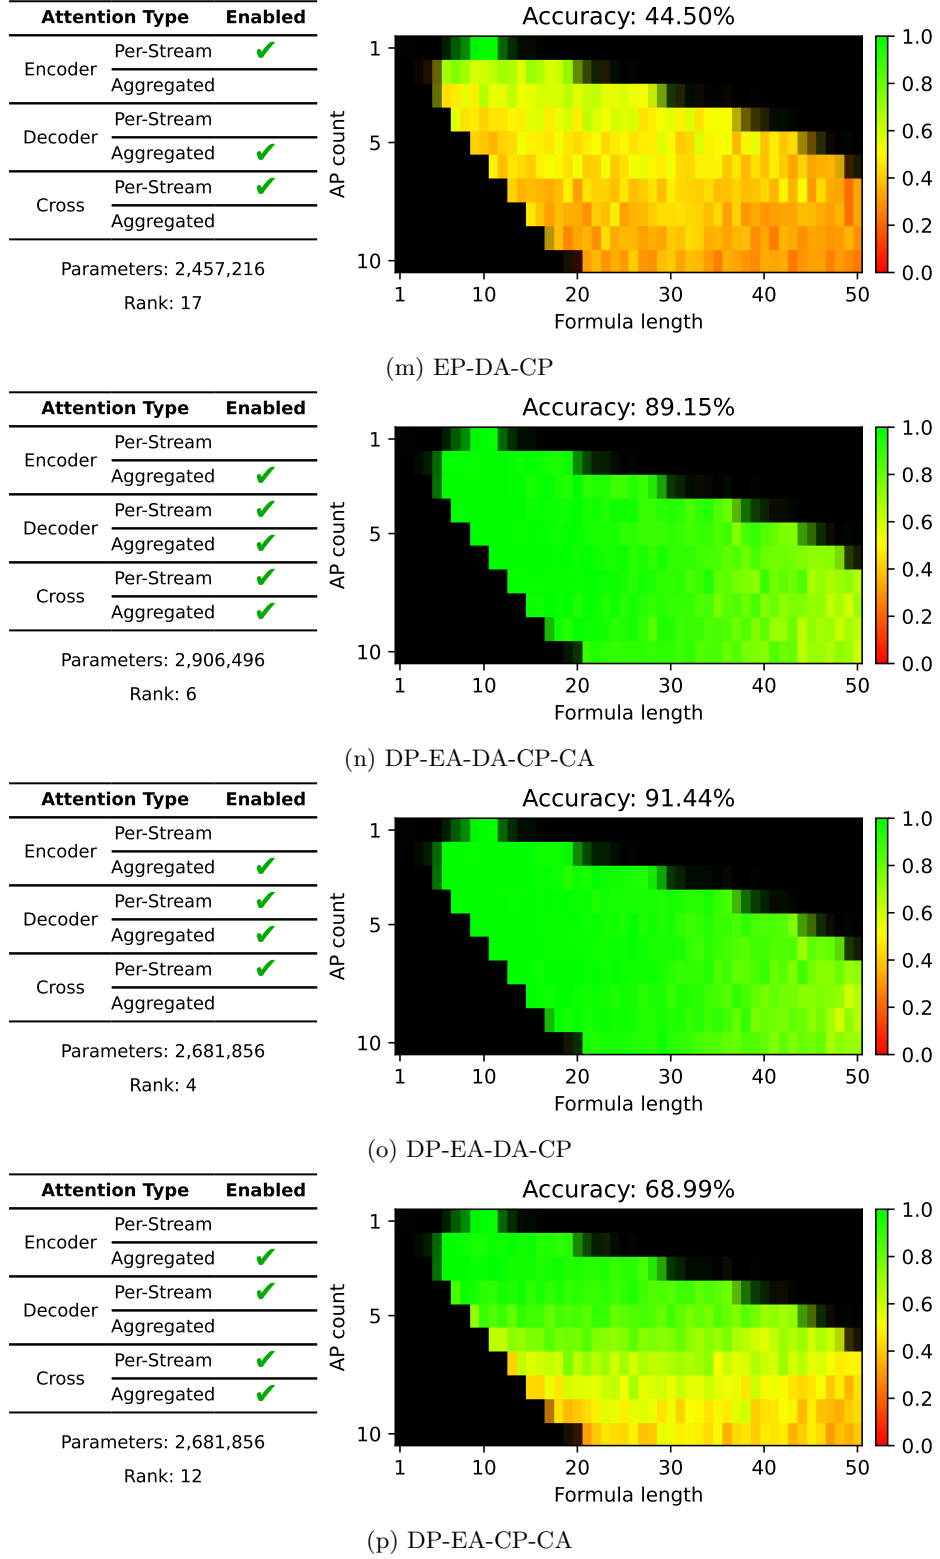 Attention Type Enabled
Encoder Per-Stream ✔
Aggregated
Decoder Per-Stream
Aggregated ✔
Cross Per-Stream ✔
Aggregated
Parameters: 2,457,216
Rank: 17
Accuracy: 44.50%
AP count
1
5
10
1 10 20 30 40 50
Formula length
1.0
0.8
0.6
0.4
0.2
0.0
(m) EP-DA-CP
Attention Type Enabled
Encoder Per-Stream
Aggregated ✔
Decoder Per-Stream ✔
Aggregated ✔
Cross Per-Stream ✔
Aggregated ✔
Parameters: 2,906,496
Rank: 6
Accuracy: 89.15%
AP count
1
5
10
1 10 20 30 40 50
Formula length
1.0
0.8
0.6
0.4
0.2
0.0
(n) DP-EA-DA-CP-CA
Attention Type Enabled
Encoder Per-Stream
Aggregated ✔
Decoder Per-Stream ✔
Aggregated ✔
Cross Per-Stream ✔
Aggregated
Parameters: 2,681,856
Rank: 4
Accuracy: 91.44%
AP count
1
5
10
1 10 20 30 40 50
Formula length
1.0
0.8
0.6
0.4
0.2
0.0
(o) DP-EA-DA-CP
Attention Type Enabled
Encoder Per-Stream
Aggregated ✔
Decoder Per-Stream ✔
Aggregated
Cross Per-Stream ✔
Aggregated ✔
Parameters: 2,681,856
Rank: 12
Accuracy: 68.99%
AP count
1
5
10
1 10 20 30 40 50
Formula length
1.0
0.8
0.6
0.4
0.2
0.0
(p) DP-EA-CP-CA